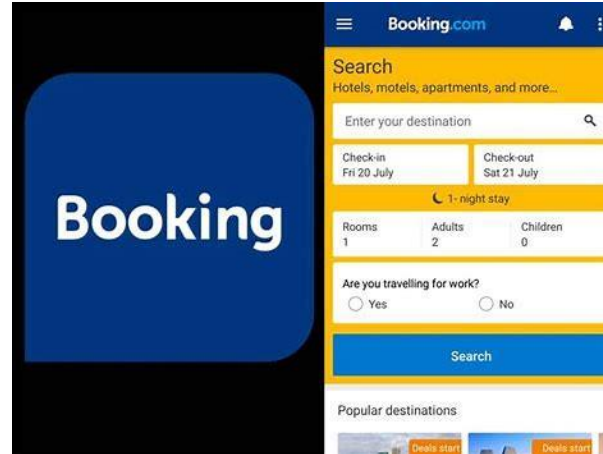 Booking
Booking.com
Search
Hotels, motels, apartments, and more...
Enter your destination
Check-in
Fri 20 July
Check-out
Sat 21 July
1- night stay
Rooms
1
Adults
2
Children
0
Are you travelling for work?
Yes
No
Search
Popular destinations
Deals start
Deals start